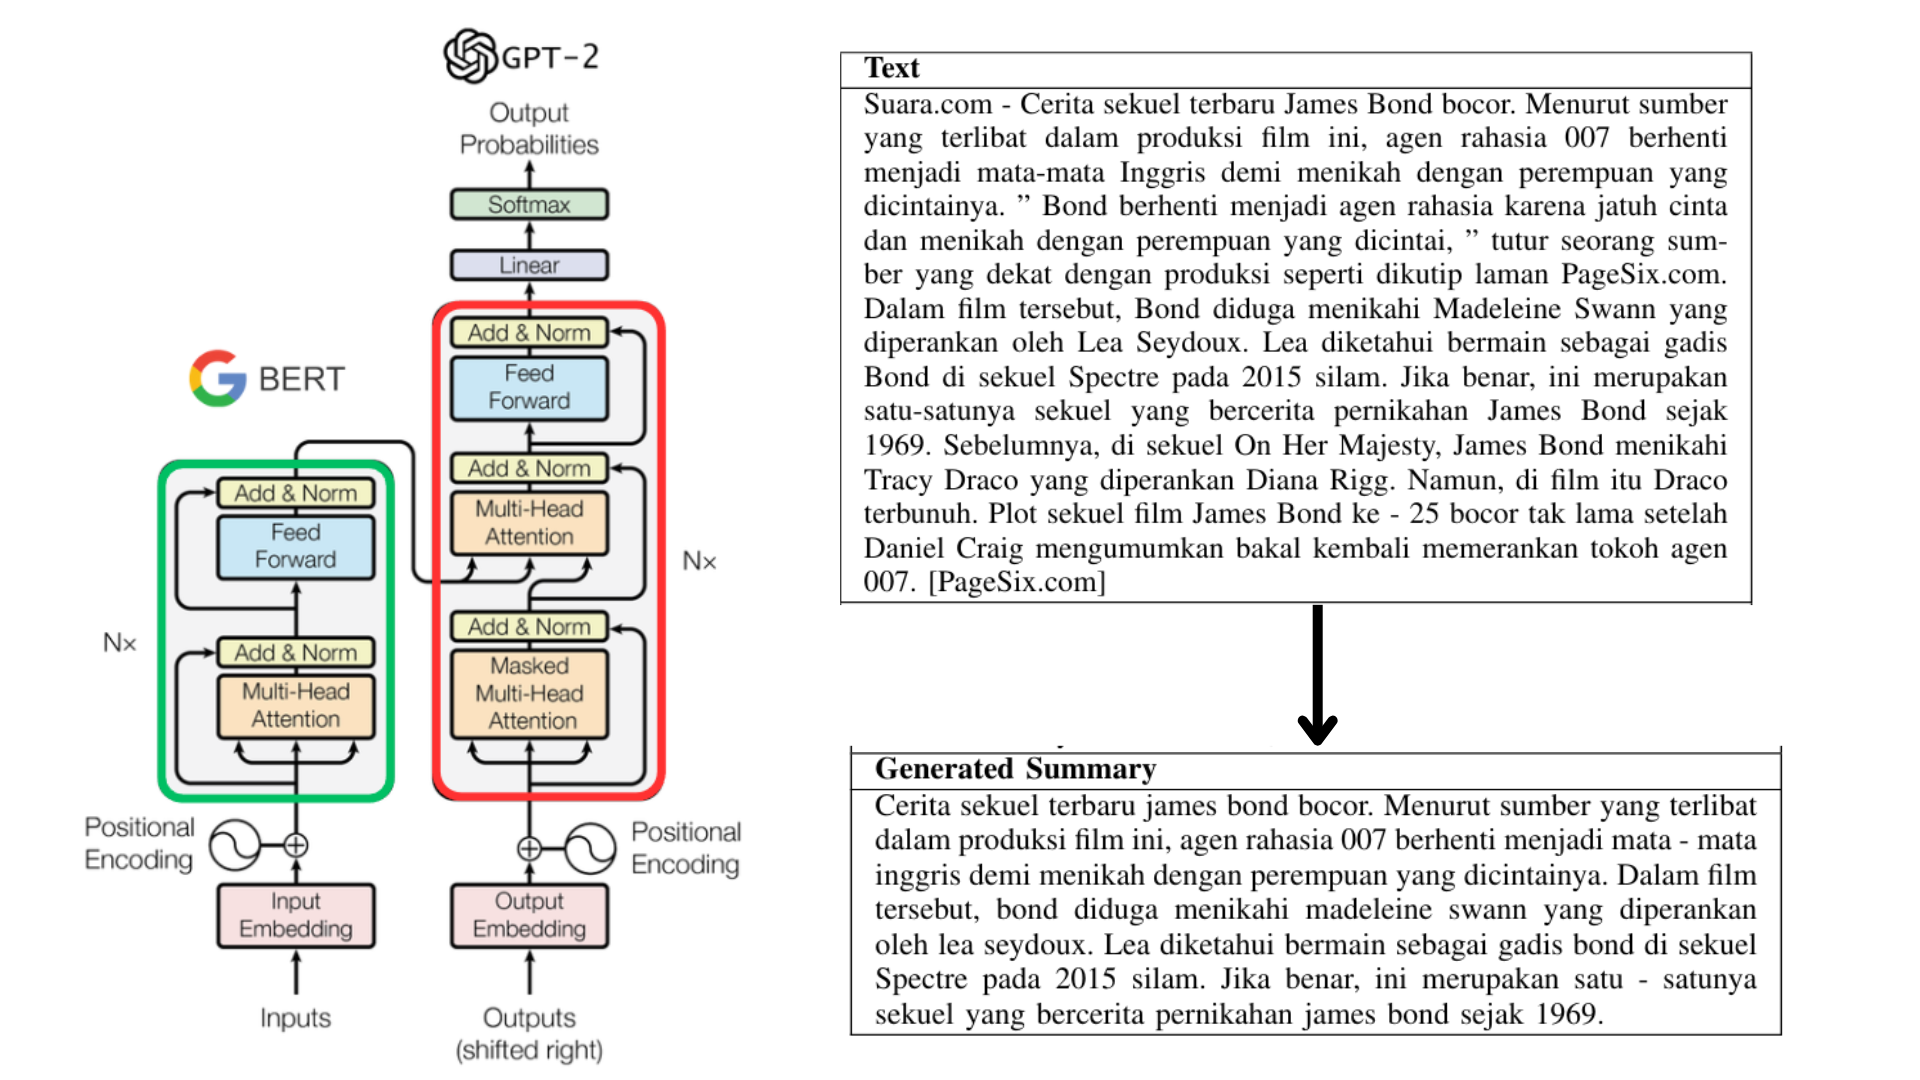 GPT-2
Output
Probabilities
Softmax
Linear
Add & Norm
Feed
Forward
Add & Norm
Multi-Head
Attention
Nx
Add & Norm
Masked
Multi-Head
Attention
Positional
Encoding
Output
Embedding
Outputs
(shifted right)
BERT
Add & Norm
Feed
Forward
Nx
Add & Norm
Multi-Head
Attention
Positional
Encoding
Input
Embedding
Inputs
Text
Suara.com - Cerita sekuel terbaru James Bond bocor. Menurut sumber
yang terlibat dalam produksi film ini, agen rahasia 007 berhenti
menjadi mata-mata Inggris demi menikah dengan perempuan yang
dicintainya. ” Bond berhenti menjadi agen rahasia karena jatuh cinta
dan menikah dengan perempuan yang dicintai, ” tutur seorang sum-
ber yang dekat dengan produksi seperti dikutip laman PageSix.com.
Dalam film tersebut, Bond diduga menikahi Madeleine Swann yang
diperankan oleh Lea Seydoux. Lea diketahui bermain sebagai gadis
Bond di sekuel Spectre pada 2015 silam. Jika benar, ini merupakan
satu-satunya sekuel yang bercerita pernikahan James Bond sejak
1969. Sebelumnya, di sekuel On Her Majesty, James Bond menikahi
Tracy Draco yang diperankan Diana Rigg. Namun, di film itu Draco
terbunuh. Plot sekuel film James Bond ke - 25 bocor tak lama setelah
Daniel Craig mengumumkan bakal kembali memerankan tokoh agen
007. [PageSix.com]
Generated Summary
Cerita sekuel terbaru james bond bocor. Menurut sumber yang terlibat
dalam produksi film ini, agen rahasia 007 berhenti menjadi mata - mata
inggris demi menikah dengan perempuan yang dicintainya. Dalam film
tersebut, bond diduga menikahi madeleine swann yang diperankan
oleh lea seydoux. Lea diketahui bermain sebagai gadis bond di sekuel
Spectre pada 2015 silam. Jika benar, ini merupakan satu - satunya
sekuel yang bercerita pernikahan james bond sejak 1969.